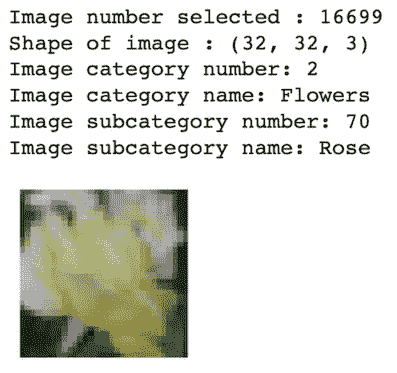 Image number selected : 16699
Shape of image : (32, 32, 3)
Image category number: 2
Image category name: Flowers
Image subcategory number: 70
Image subcategory name: Rose